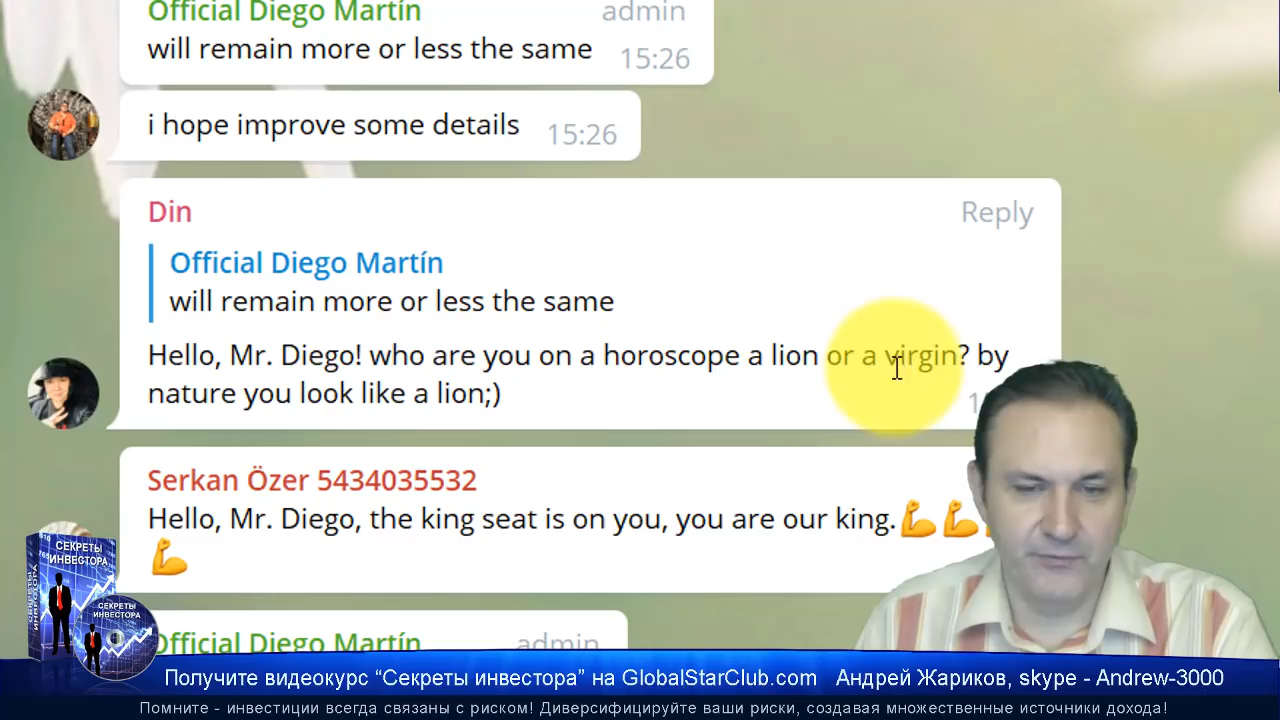 Official Diego Martín admin
will remain more or less the same 15:26
i hope improve some details 15:26
Din Reply
Official Diego Martín
will remain more or less the same
Hello, Mr. Diego! who are you on a horoscope a lion or a virgin? by
nature you look like a lion;)
Serkan Özer 5434035532
Hello, Mr. Diego, the king seat is on you, you are our king.💪💪
💪
Official Diego Martín admin
СЕКРЕТЫ
ИНВЕСТОРА
СЕКРЕТЫ
ИНВЕСТОРА
Получите видеокурс “Секреты инвестора” на GlobalStarClub.com Андрей Жариков, skype - Andrew-3000
Помните - инвестиции всегда связаны с риском! Диверсифицируйте ваши риски, создавая множественные источники дохода!